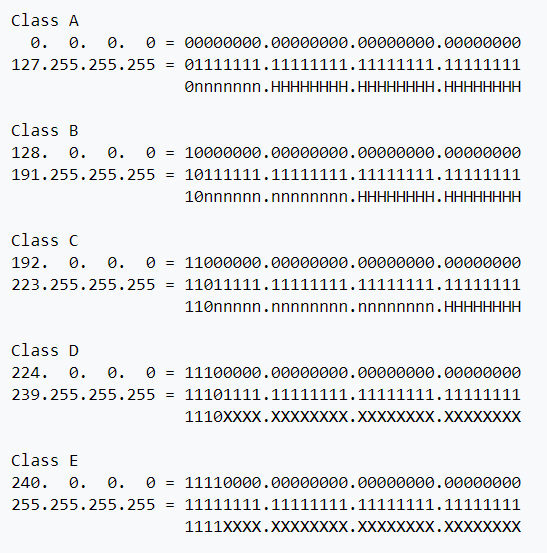 Class A
  0.  0.  0.  0 = 00000000.00000000.00000000.00000000
127.255.255.255 = 01111111.11111111.11111111.11111111
                  0nnnnnnn.HHHHHHHH.HHHHHHHH.HHHHHHHH

Class B
128.  0.  0.  0 = 10000000.00000000.00000000.00000000
191.255.255.255 = 10111111.11111111.11111111.11111111
                  10nnnnnn.nnnnnnnn.HHHHHHHH.HHHHHHHH

Class C
192.  0.  0.  0 = 11000000.00000000.00000000.00000000
223.255.255.255 = 11011111.11111111.11111111.11111111
                  110nnnnn.nnnnnnnn.nnnnnnnn.HHHHHHHH

Class D
224.  0.  0.  0 = 11100000.00000000.00000000.00000000
239.255.255.255 = 11101111.11111111.11111111.11111111
                  1110XXXX.XXXXXXXX.XXXXXXXX.XXXXXXXX

Class E
240.  0.  0.  0 = 11110000.00000000.00000000.00000000
255.255.255.255 = 11111111.11111111.11111111.11111111
                  1111XXXX.XXXXXXXX.XXXXXXXX.XXXXXXXX